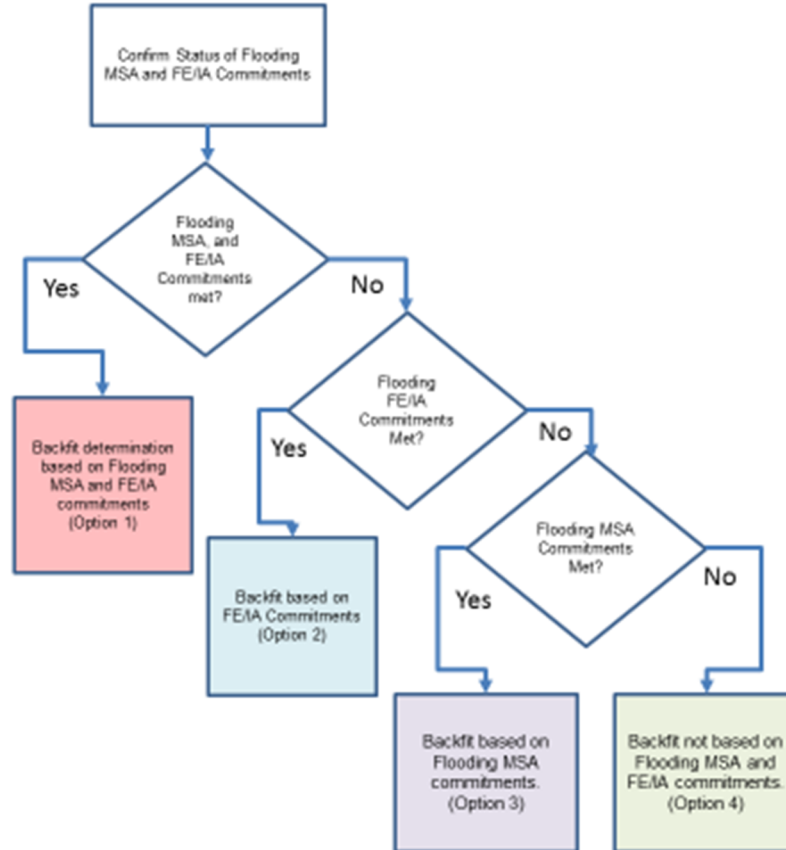 Confirm Status of Flooding
MSA and FE/IA Commitments
Flooding
MSA, and
FE/IA
Commitments
met?
Yes
No
Flooding
FE/IA
Commitments
Met?
Backfit determination
based on Flooding
MSA and FE/IA
commitments
(Option 1)
Yes
No
Flooding MSA
Commitments
Met?
Backfit based on
FE/IA Commitments
(Option 2)
Yes
No
Backfit based on
Flooding MSA
commitments.
(Option 3)
Backfit not based on
Flooding MSA and
FE/IA commitments.
(Option 4)